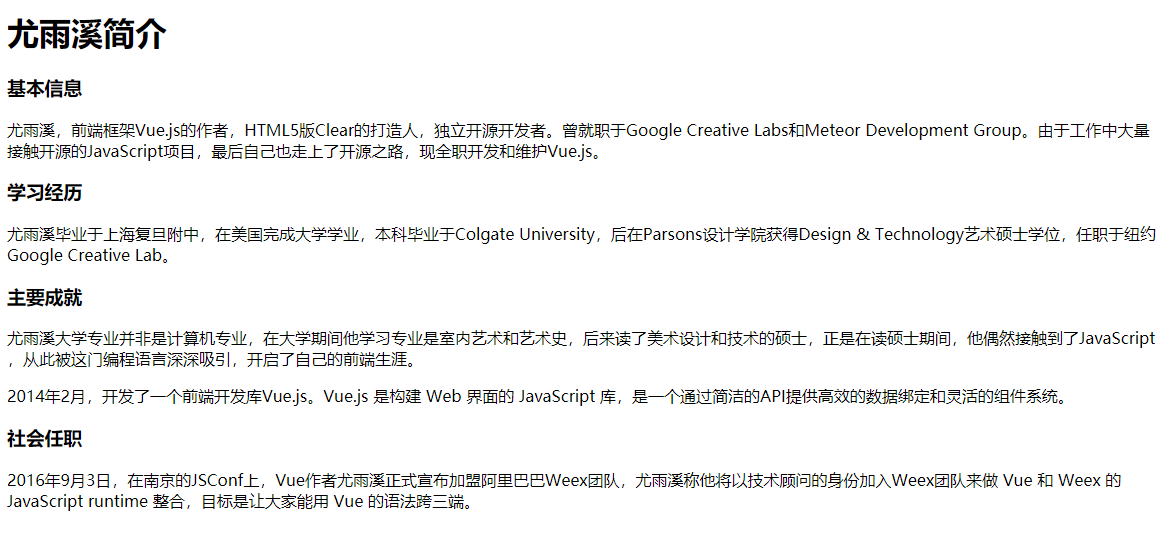 尤雨溪简介
基本信息
尤雨溪，前端框架Vue.js的作者，HTML5版Clear的打造人，独立开源开发者。曾就职于Google Creative Labs和Meteor Development Group。由于工作中大量
接触开源的JavaScript项目，最后自己也走上了开源之路，现全职开发和维护Vue.js。
学习经历
尤雨溪毕业于上海复旦附中，在美国完成大学学业，本科毕业于Colgate University，后在Parsons设计学院获得Design & Technology艺术硕士学位，任职于纽约
Google Creative Lab。
主要成就
尤雨溪大学专业并非是计算机专业，在大学期间他学习专业是室内艺术和艺术史，后来读了美术设计和技术的硕士，正是在读硕士期间，他偶然接触到了JavaScript
，从此被这门编程语言深深吸引，开启了自己的前端生涯。
2014年2月，开发了一个前端开发库Vue.js。Vue.js 是构建 Web 界面的 JavaScript 库，是一个通过简洁的API提供高效的数据绑定和灵活的组件系统。
社会任职
2016年9月3日，在南京的JSConf上，Vue作者尤雨溪正式宣布加盟阿里巴巴Weex团队，尤雨溪称他将以技术顾问的身份加入Weex团队来做 Vue 和 Weex 的
JavaScript runtime 整合，目标是让大家能用 Vue 的语法跨三端。